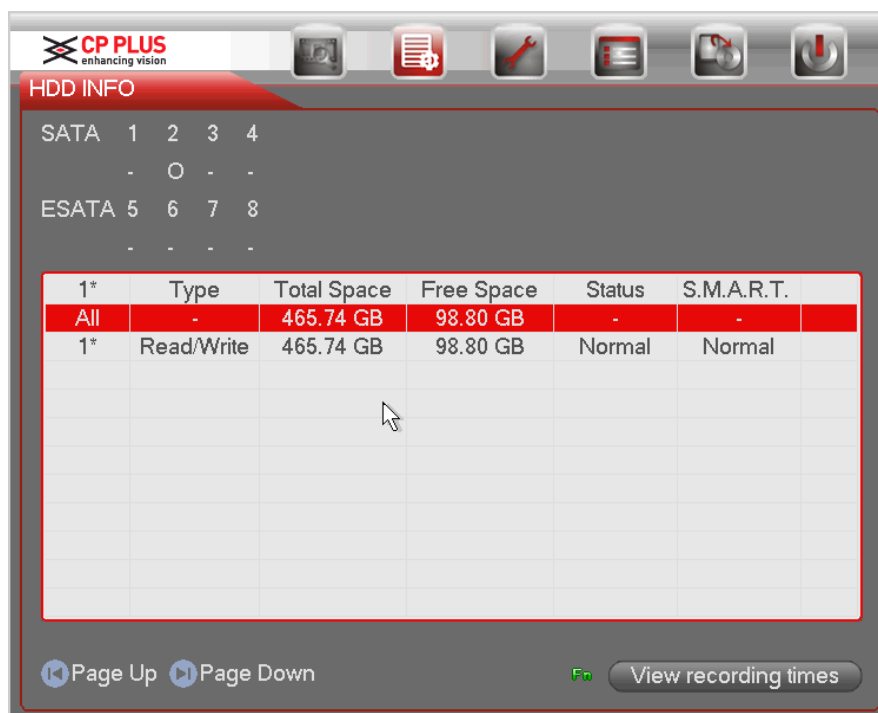 CP PLUS
enhancing vision
HDD INFO
SATA 1 2 3 4
- O - -
ESATA 5 6 7 8
- - - -
1* Type Total Space Free Space Status S.M.A.R.T.
All - 465.74 GB 98.80 GB - -
1* Read/Write 465.74 GB 98.80 GB Normal Normal
Page Up Page Down Fn View recording times